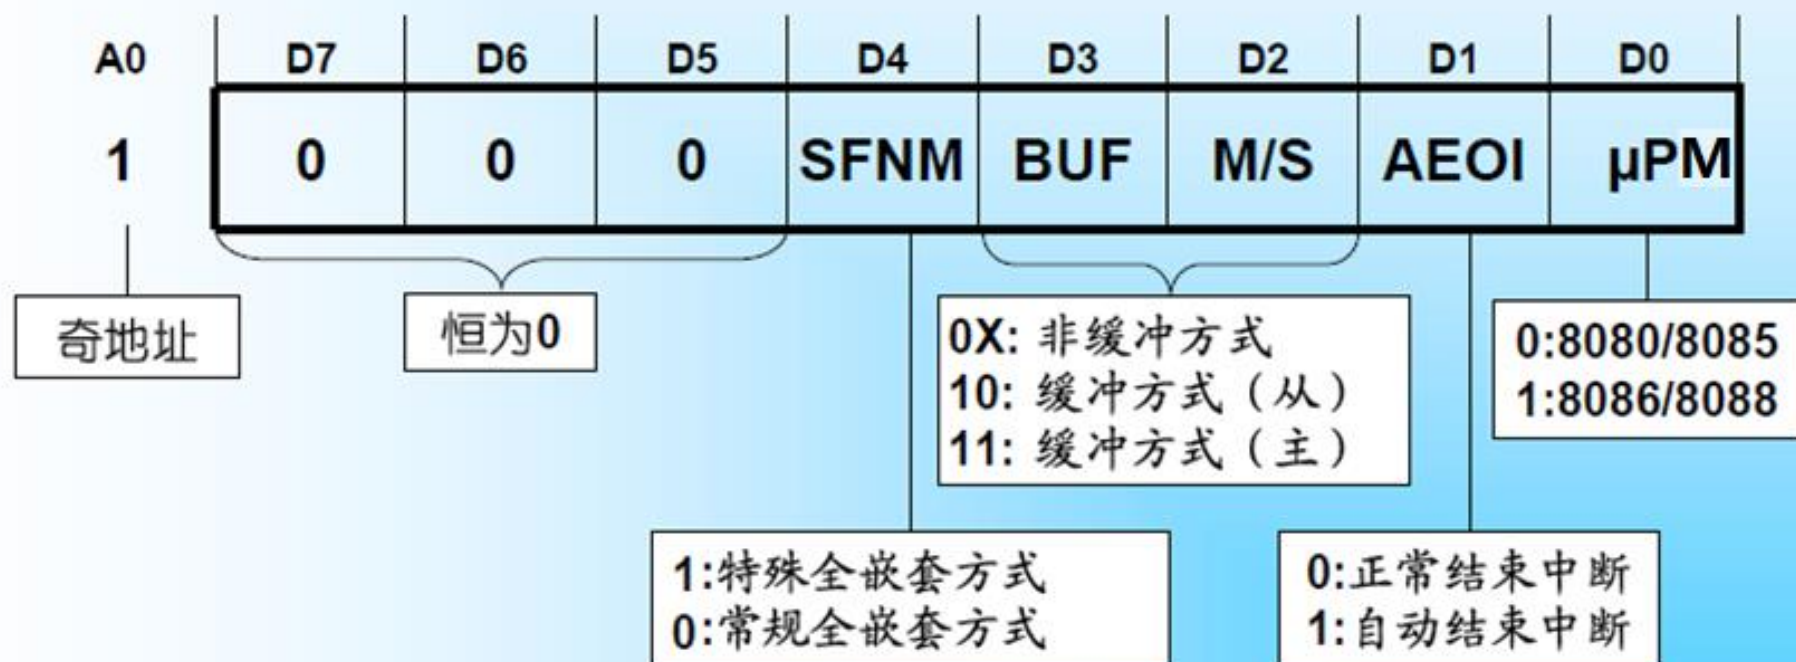 A0 D7 D6 D5 D4 D3 D2 D1 D0
1 0 0 0 SFNM BUF M/S AEOI µPM
奇地址
恒为0
0X: 非缓冲方式
10: 缓冲方式（从）
11: 缓冲方式（主）
0:8080/8085
1:8086/8088
1:特殊全嵌套方式
0:常规全嵌套方式
0:正常结束中断
1:自动结束中断